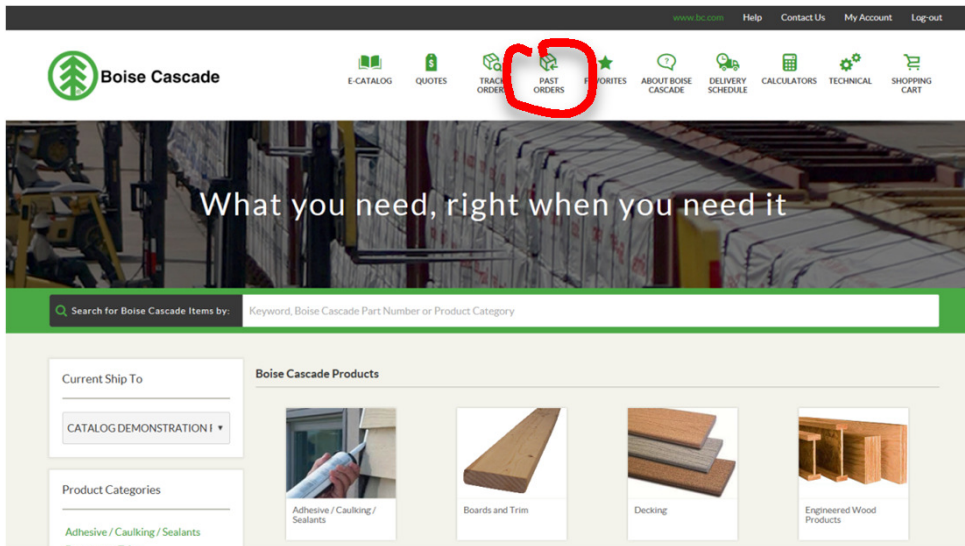 www.bc.com Help Contact Us My Account Log-out
Boise Cascade
E-CATALOG
QUOTES
TRACK
ORDERS
PAST
ORDERS
FAVORITES
ABOUT BOISE
CASCADE
DELIVERY
SCHEDULE
CALCULATORS
TECHNICAL
SHOPPING
CART
What you need, right when you need it
Search for Boise Cascade Items by:
Keyword, Boise Cascade Part Number or Product Category
Current Ship To
CATALOG DEMONSTRATION
Product Categories
Adhesive / Caulking / Sealants
Boise Cascade Products
Adhesive / Caulking /
Sealants
Boards and Trim
Decking
Engineered Wood
Products